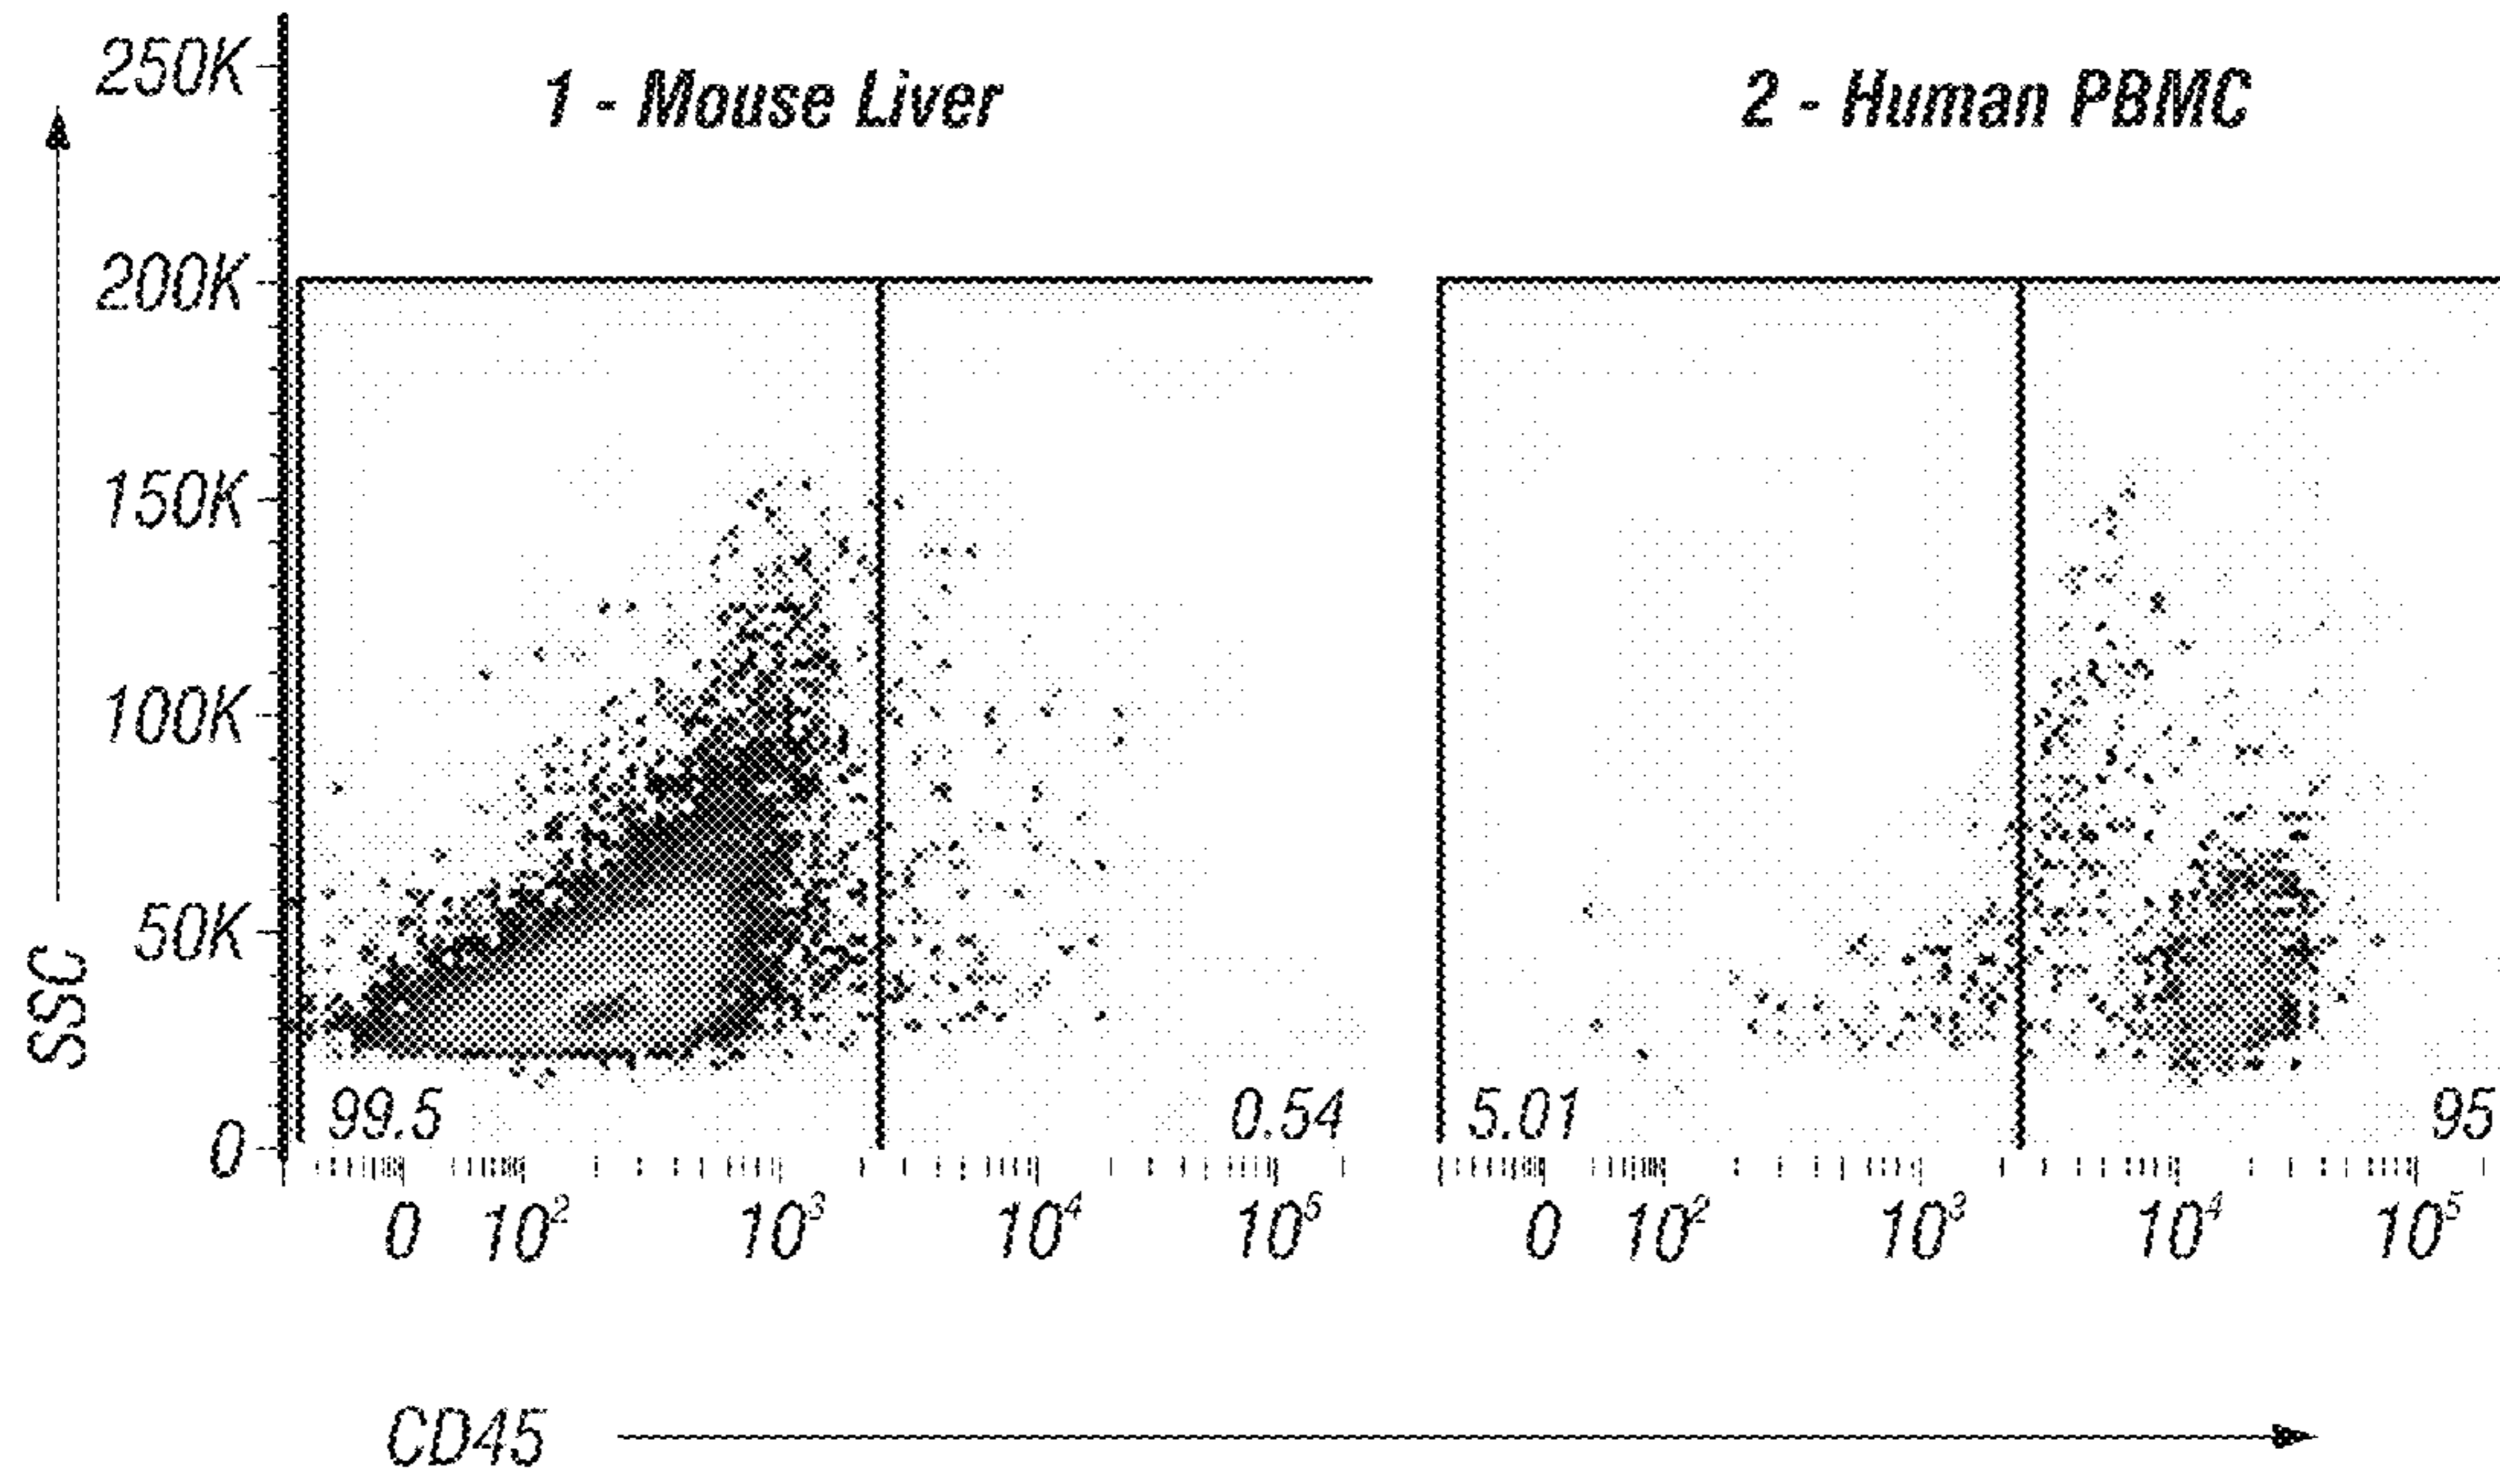 1 - Mouse Liver
2 - Human PBMC
250K
200K
150K
100K
50K
0
SSC
99.5
0.54
5.01
95
0 10² 10³ 10⁴ 10⁵
0 10² 10³ 10⁴ 10⁵
CD45